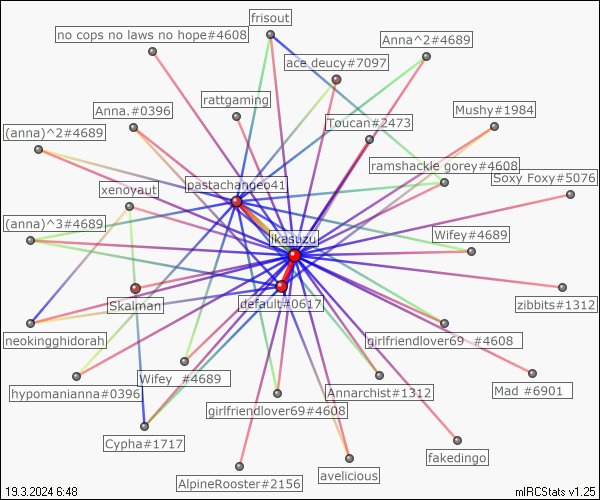 frisout
no cops no laws no hope#4608
Anna^2#4689
ace deucy#7097
rattgaming
Anna.#0396
Mushy#1984
Toucan#2473
(anna)^2#4689
ramshackle gorey#4608
Soxy Foxy#5076
pastachangeo41
xenoyaut
(anna)^3#4689
ikasuzu
Wifey#4689
default#0617
Skalman
zibbits#1312
neokingghidorah
girlfriendlover69 #4608
Wifey #4689
hypomanianna#0396
Annarchist#1312
Mad #6901
girlfriendlover69#4608
Cypha#1717
fakedingo
AlpineRooster#2156
avelicious
19.3.2024 6:48
mIRCStats v1.25